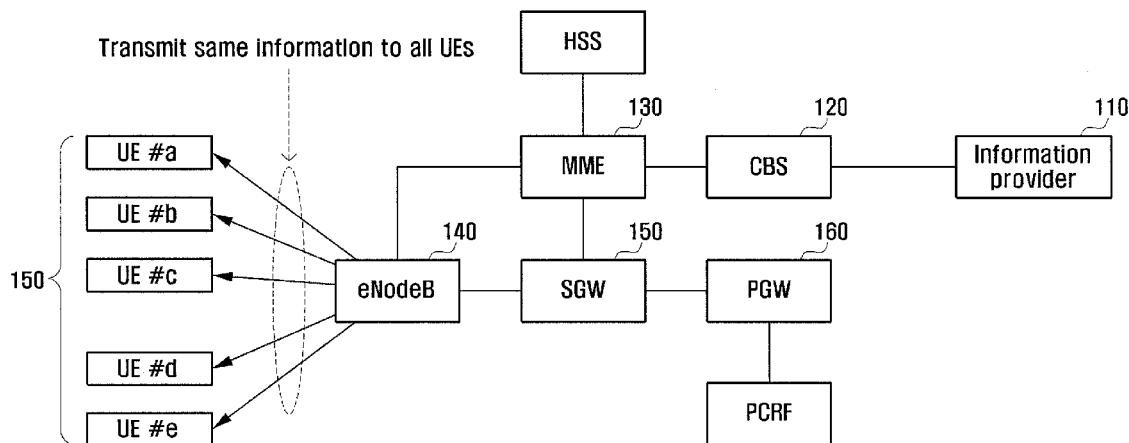 HSS
Transmit same information to all UEs
130
120
110
UE #a
MME
CBS
Information
provider
UE #b
140
150
160
150
UE #c
eNodeB
SGW
PGW
UE #d
PCRF
UE #e